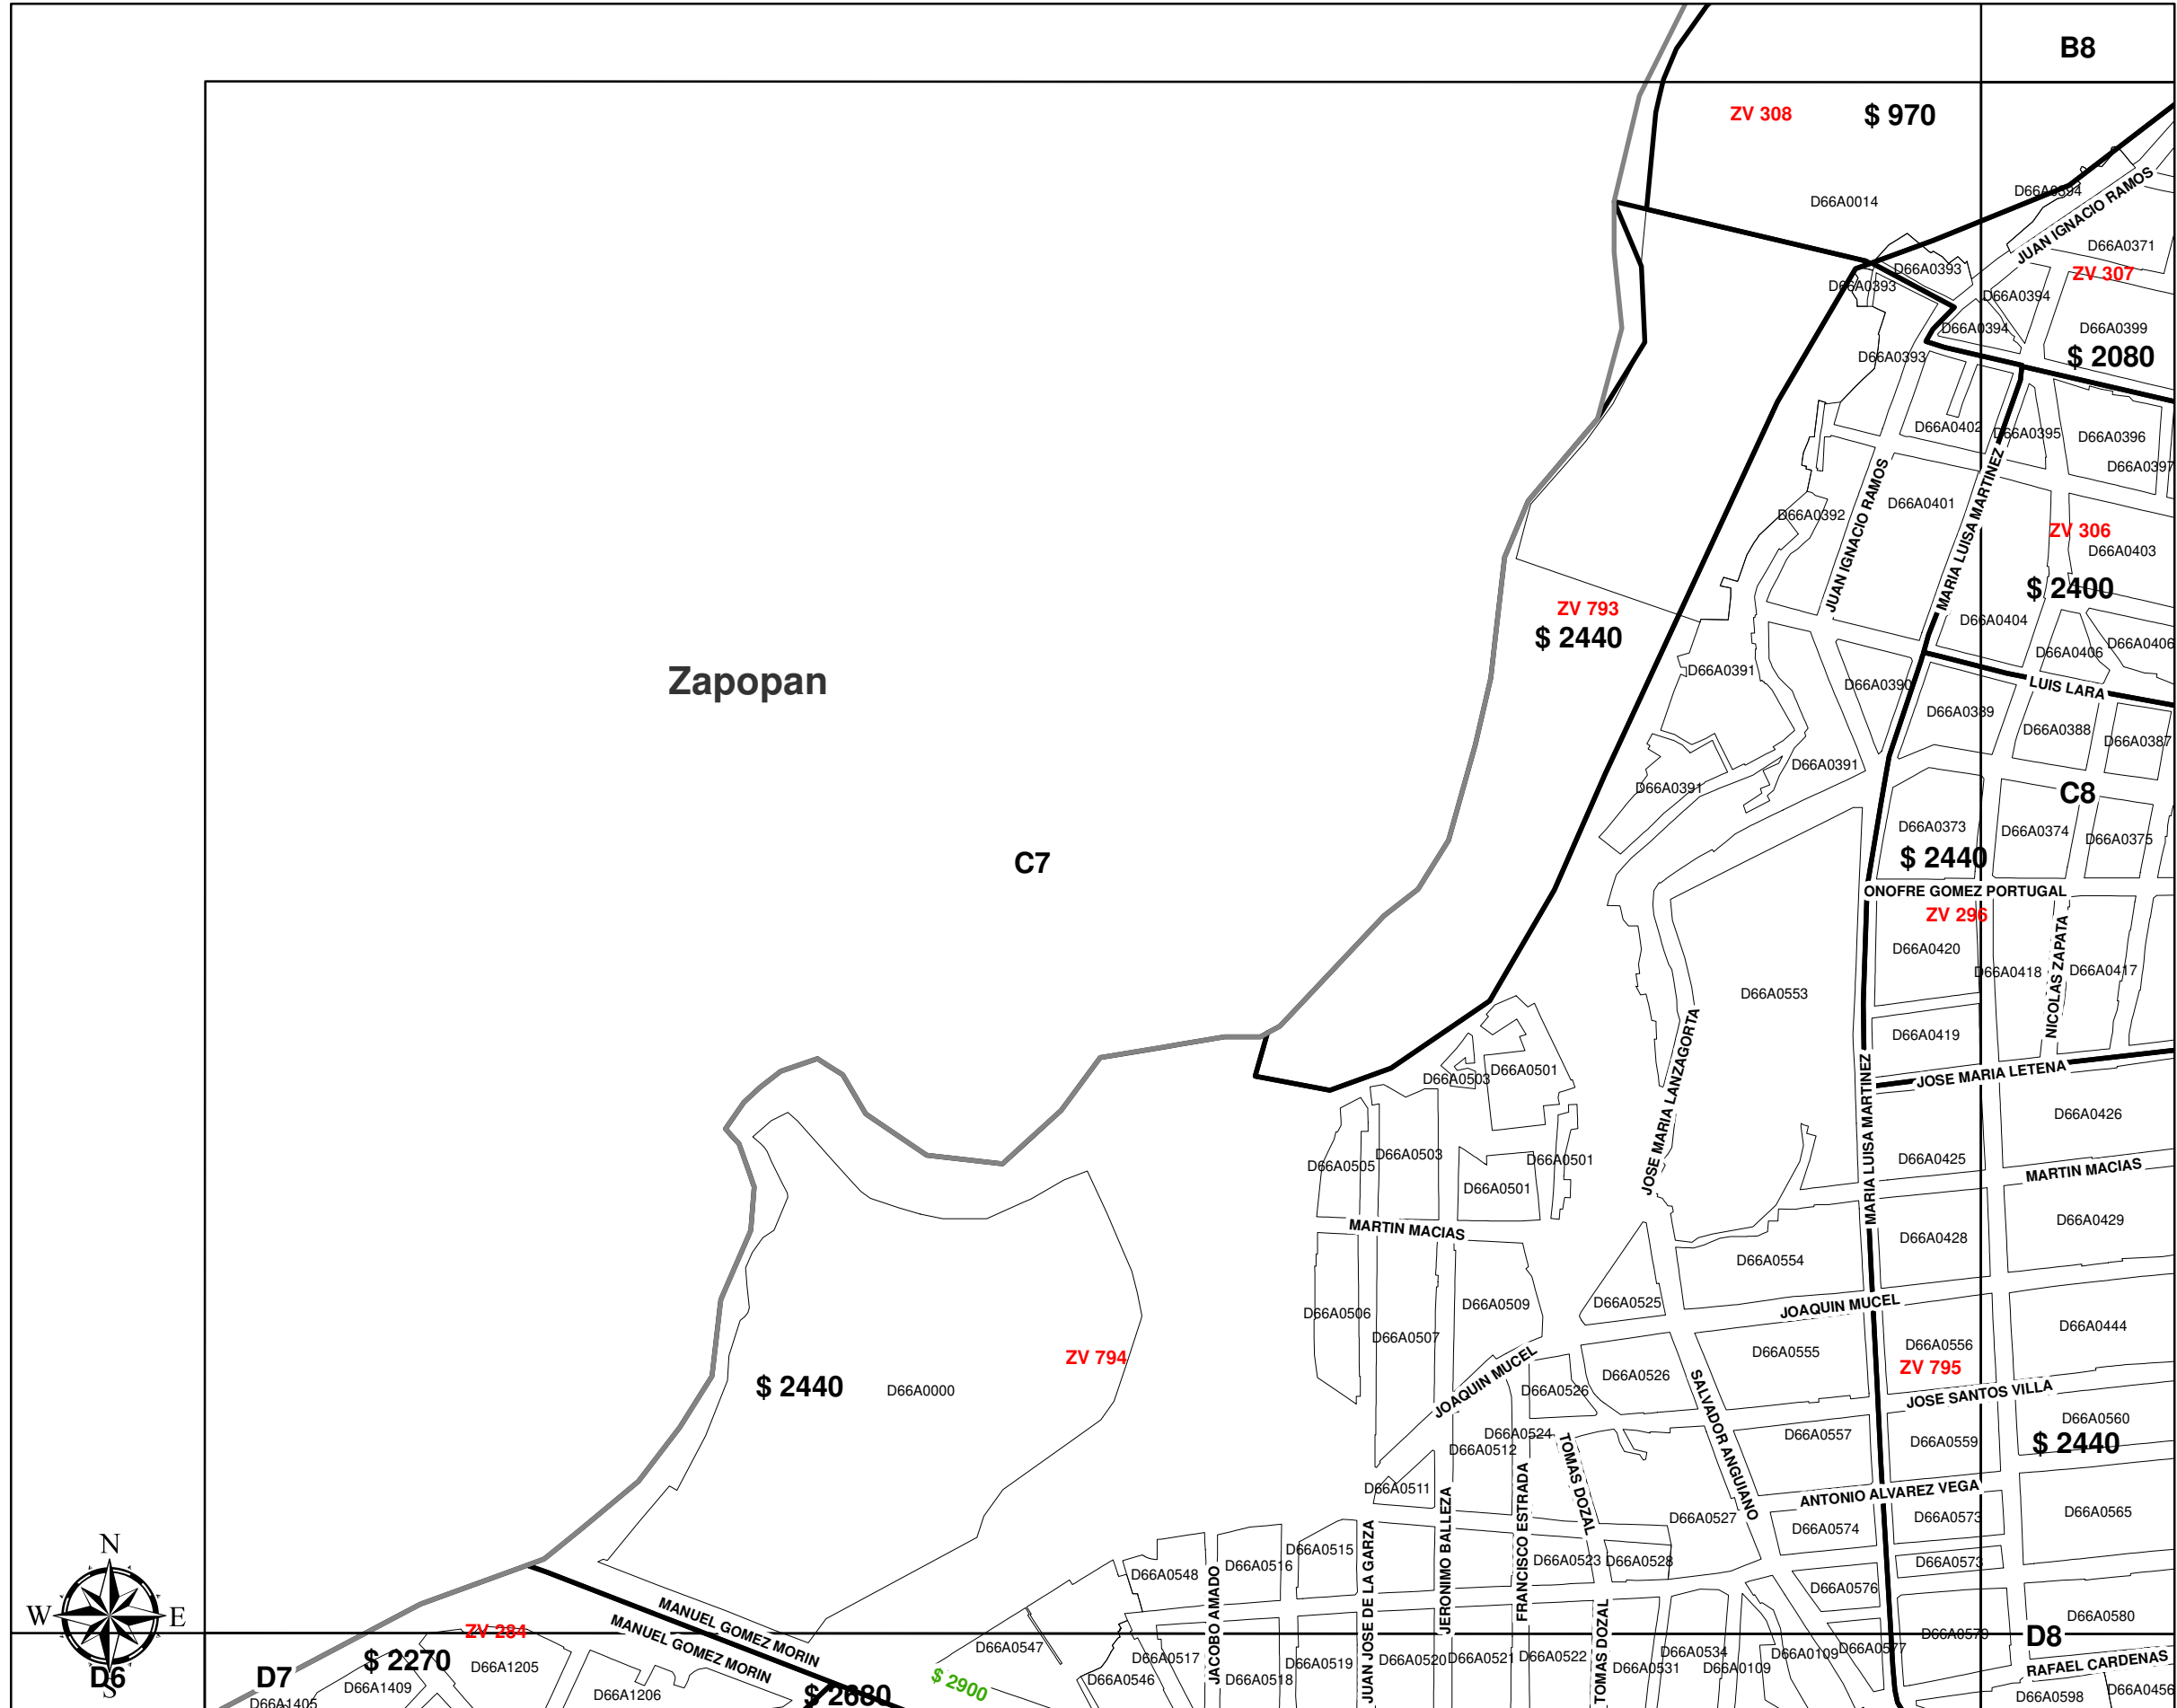 B8
ZV 308
$ 970
D66A0014
D66A0394
JUAN IGNACIO RAMOS
D66A0371
ZV 307
D66A0393
D66A0393
D66A0394
D66A0394
D66A0399
$ 2080
D66A0393
D66A0402
D66A0395
D66A0396
D66A0397
D66A0401
D66A0392
JUAN IGNACIO RAMOS
MARIA LUISA MARTINEZ
ZV 306
D66A0403
$ 2400
ZV 793
$ 2440
D66A0404
D66A0406
D66A0406
Zapopan
D66A0391
D66A0390
LUIS LARA
D66A0389
D66A0388
D66A0387
D66A0391
D66A0391
C8
D66A0373
D66A0374
D66A0375
C7
$ 2440
ONOFRE GOMEZ PORTUGAL
ZV 296
D66A0420
D66A0418
NICOLAS ZAPATA
D66A0417
D66A0553
D66A0419
JOSE MARIA LANZAGORTA
D66A0501
D66A0503
JOSE MARIA LETENA
MARIA LUISA MARTINEZ
D66A0426
D66A0505
D66A0503
D66A0501
D66A0501
D66A0425
MARTIN MACIAS
MARTIN MACIAS
D66A0429
D66A0428
D66A0554
D66A0506
D66A0507
D66A0509
D66A0525
JOAQUIN MUCEL
D66A0444
ZV 794
D66A0555
D66A0556
ZV 795
$ 2440
D66A0000
JOAQUIN MUCEL
D66A0526
D66A0526
SALVADOR ANGUIANO
JOSE SANTOS VILLA
D66A0560
D66A0524
D66A0512
TOMAS DOZAL
D66A0557
D66A0559
$ 2440
D66A0511
JERONIMO BALLEZA
FRANCISCO ESTRADA
ANTONIO ALVAREZ VEGA
D66A0527
D66A0574
D66A0573
D66A0565
N
W
E
S
D66A0548
D66A0516
D66A0515
D66A0523
D66A0528
D66A0573
D66A0576
JACOBO AMADO
JUAN JOSE DE LA GARZA
TOMAS DOZAL
MANUEL GOMEZ MORIN
MANUEL GOMEZ MORIN
D66A0580
ZV 284
D66A0547
D66A0579
D8
D6
D7
$ 2270
D66A1205
D66A1409
D66A1405
D66A1206
$ 2680
$ 2900
D66A0546
D66A0517
D66A0518
D66A0519
D66A0520
D66A0521
D66A0522
D66A0531
D66A0534
D66A0109
D66A0109
D66A0577
RAFAEL CARDENAS
D66A0598
D66A0456